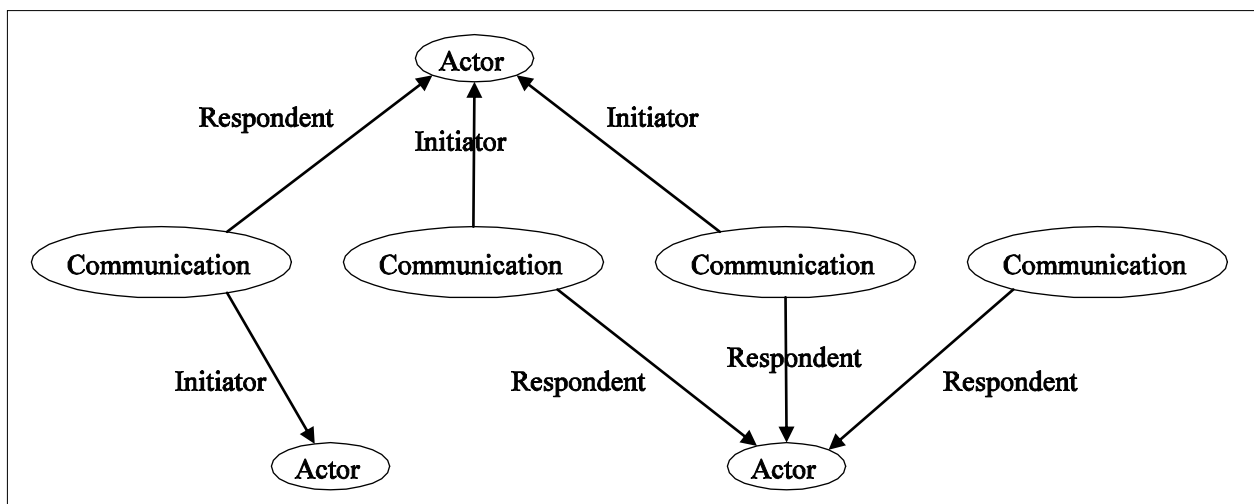 Actor
Respondent
Initiator
Initiator
Communication
Communication
Communication
Communication
Initiator
Respondent
Respondent
Respondent
Actor
Actor